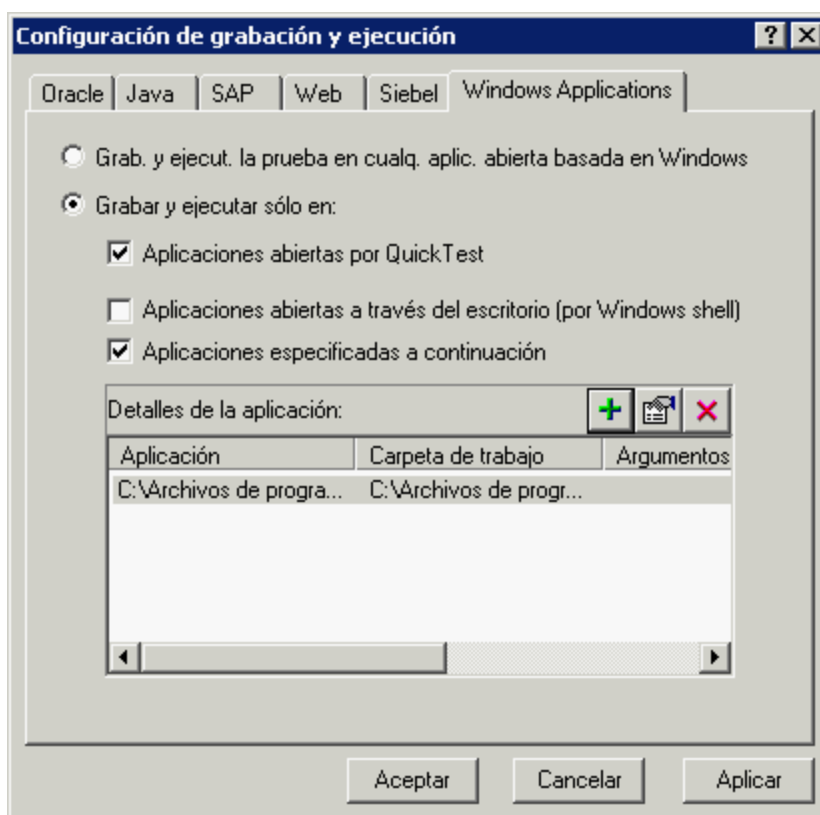 Configuración de grabación y ejecución
Oracle Java SAP Web Siebel Windows Applications
Grab. y ejecut. la prueba en cualq. aplic. abierta basada en Windows
Grabar y ejecutar sólo en:
Aplicaciones abiertas por QuickTest
Aplicaciones abiertas a través del escritorio (por Windows shell)
Aplicaciones especificadas a continuación
Detalles de la aplicación:
Aplicación Carpeta de trabajo Argumentos
C:\Archivos de progra... C:\Archivos de progr...
Aceptar Cancelar Aplicar